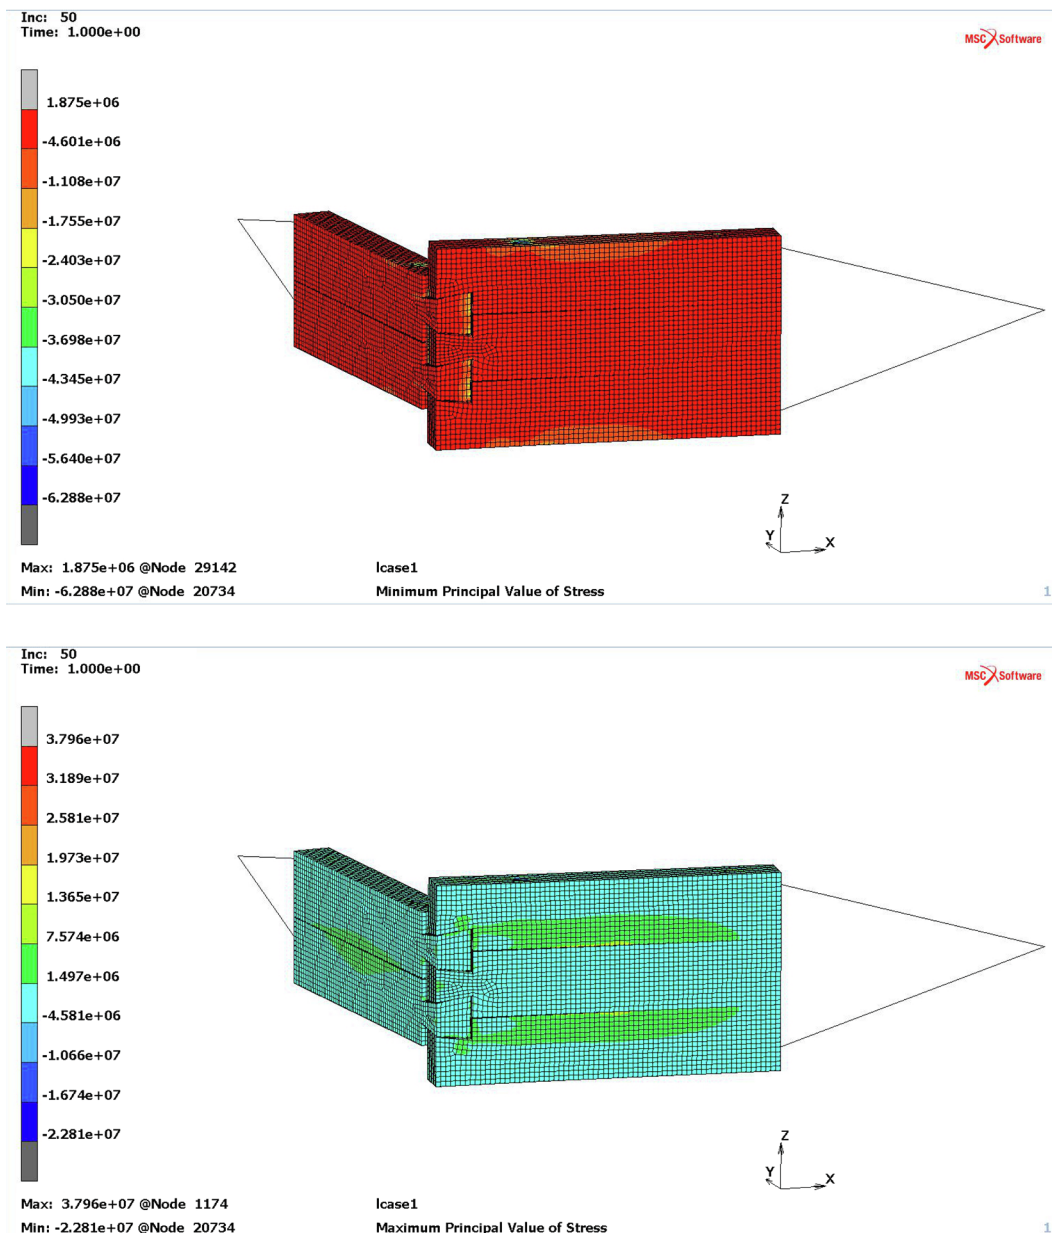 Inc: 50
Time: 1.000e+00
MSC Software
1.875e+06
-4.601e+06
-1.108e+07
-1.755e+07
-2.403e+07
-3.050e+07
-3.698e+07
-4.345e+07
-4.993e+07
-5.640e+07
-6.288e+07
Z
Y
X
Max: 1.875e+06 @Node 29142
lcase1
Min: -6.288e+07 @Node 20734
Minimum Principal Value of Stress
1
Inc: 50
Time: 1.000e+00
MSC Software
3.796e+07
3.189e+07
2.581e+07
1.973e+07
1.365e+07
7.574e+06
1.497e+06
-4.581e+06
-1.066e+07
-1.674e+07
-2.281e+07
Z
Y
X
Max: 3.796e+07 @Node 1174
lcase1
Min: -2.281e+07 @Node 20734
Maximum Principal Value of Stress
1